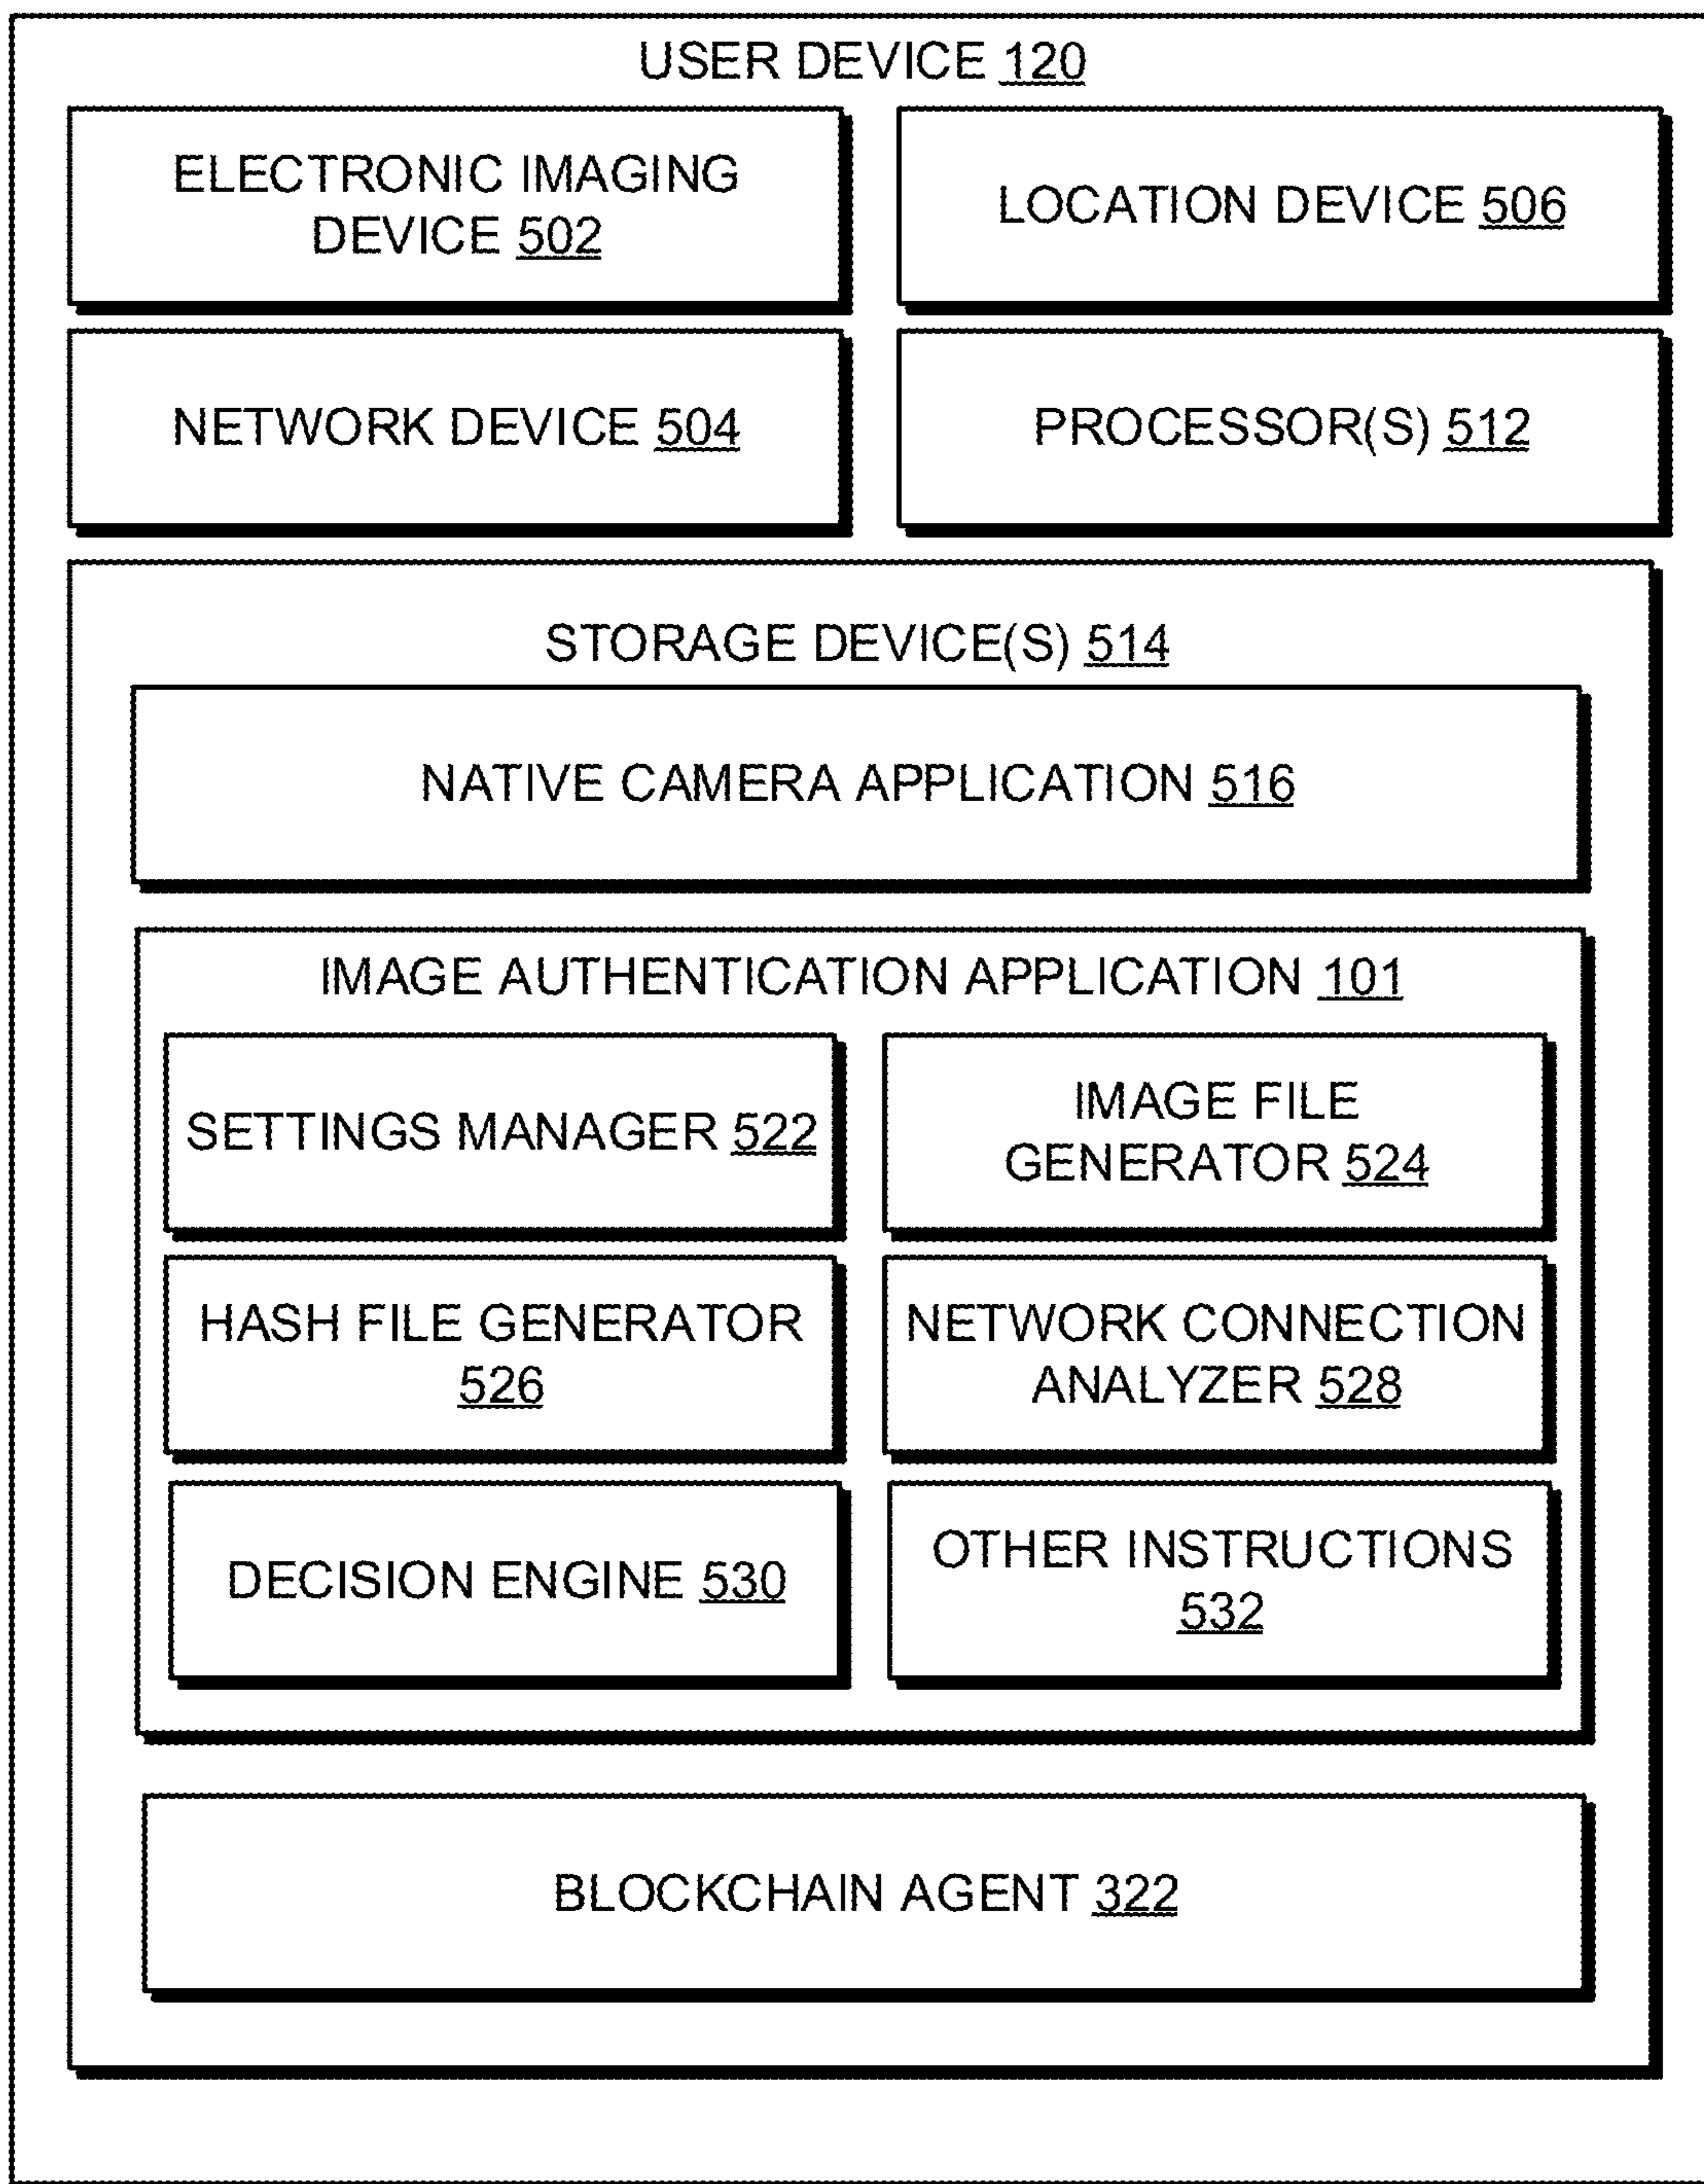 USER DEVICE 120
ELECTRONIC IMAGING
DEVICE 502
LOCATION DEVICE 506
NETWORK DEVICE 504
PROCESSOR(S) 512
STORAGE DEVICE(S) 514
NATIVE CAMERA APPLICATION 516
IMAGE AUTHENTICATION APPLICATION 101
SETTINGS MANAGER 522
IMAGE FILE
GENERATOR 524
HASH FILE GENERATOR
526
NETWORK CONNECTION
ANALYZER 528
DECISION ENGINE 530
OTHER INSTRUCTIONS
532
BLOCKCHAIN AGENT 322